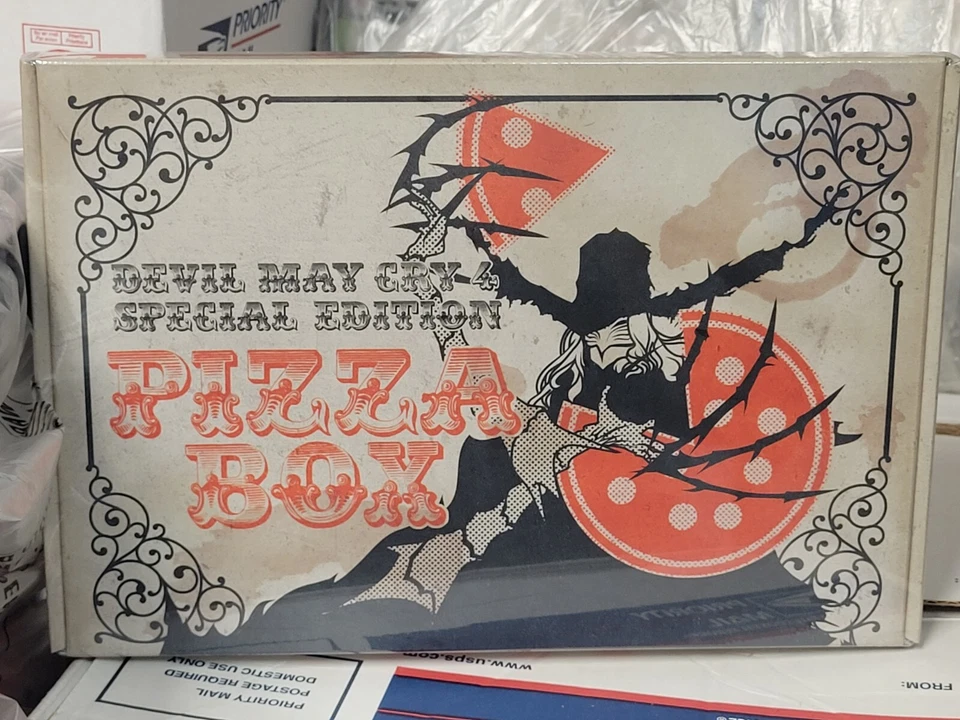 PRIORITY
DEVIL MAY CRY 4
SPECIAL EDITION
PIZZA
BOX
www.usps.co
FROM:
PRIORITY MAIL
POSTAGE REQUIRED
DOMESTIC USE ONLY